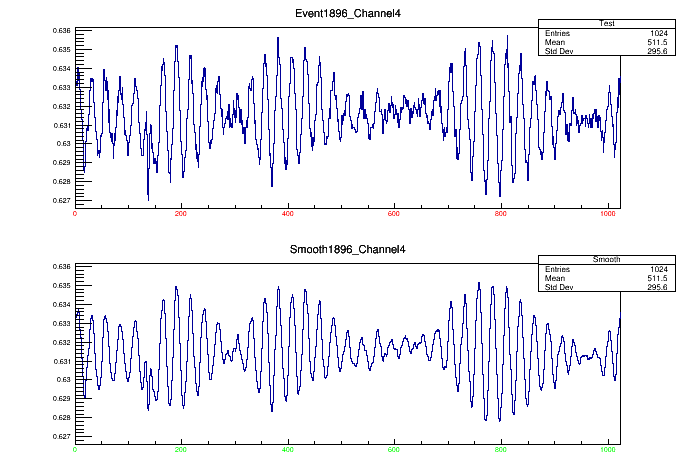 Event1896_Channel4
Test
Entries 1024
Mean 511.5
Std Dev 295.6
0.636
0.635
0.634
0.633
0.632
0.631
0.63
0.629
0.628
0.627
0 200 400 600 800 1000
Smooth1896_Channel4
Smooth
Entries 1024
Mean 511.5
Std Dev 295.6
0.636
0.635
0.634
0.633
0.632
0.631
0.63
0.629
0.628
0.627
0 200 400 600 800 1000